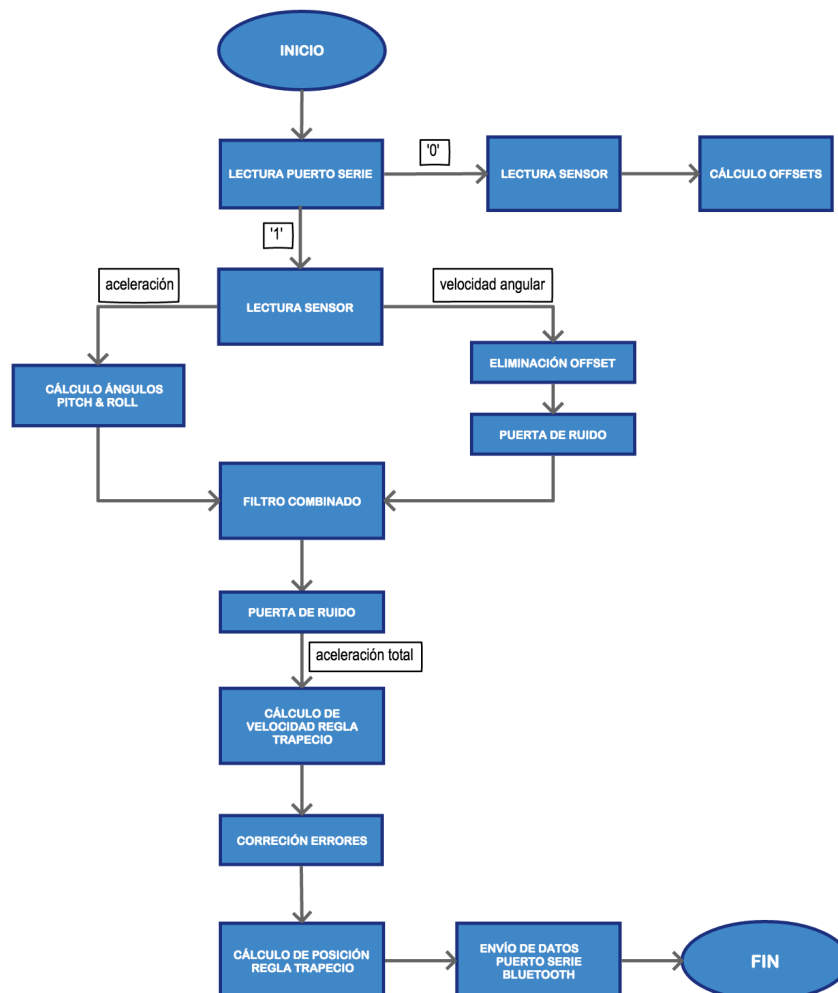 INICIO
LECTURA PUERTO SERIE
'0'
LECTURA SENSOR
CÁLCULO OFFSETS
'1'
aceleración
LECTURA SENSOR
velocidad angular
CÁLCULO ÁNGULOS
PITCH & ROLL
ELIMINACIÓN OFFSET
PUERTA DE RUIDO
FILTRO COMBINADO
PUERTA DE RUIDO
aceleración total
CÁLCULO DE
VELOCIDAD REGLA
TRAPECIO
CORRECIÓN ERRORES
CÁLCULO DE POSICIÓN
REGLA TRAPECIO
ENVÍO DE DATOS
PUERTO SERIE
BLUETOOTH
FIN